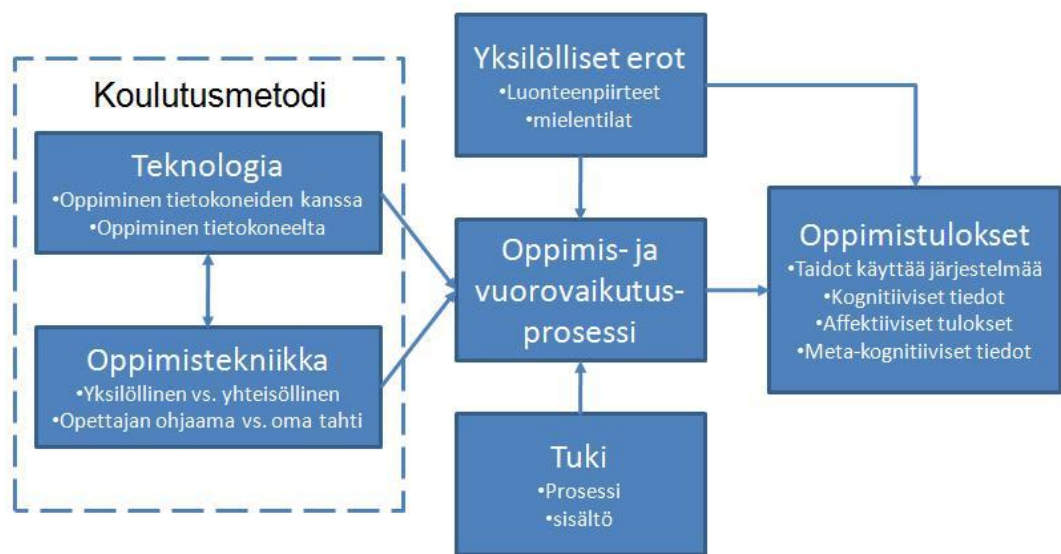 Koulutusmetodi
Teknologia
•Oppiminen tietokoneiden kanssa
•Oppiminen tietokoneelta
Oppimistekniikka
•Yksilöllinen vs. yhteisöllinen
•Opettajan ohjaama vs. oma tahti
Yksilölliset erot
•Luonteenpiirteet
•mielentilat
Oppimis- ja
vuorovaikutus-
prosessi
Tuki
•Prosessi
•sisältö
Oppimistulokset
•Taidot käyttää järjestelmää
•Kognitiiviset tiedot
•Affektiiviset tulokset
•Meta-kognitiiviset tiedot